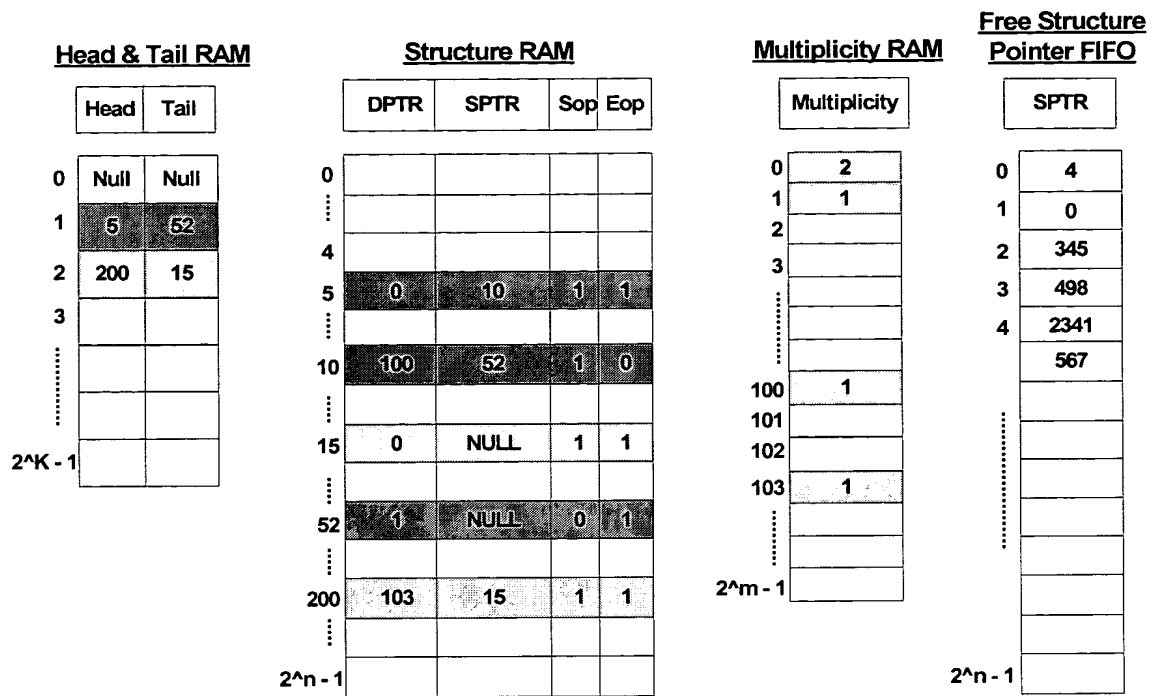 Head & Tail RAM
Head Tail
0 Null Null
1 5 52
2 200 15
3
2^K - 1
Structure RAM
DPTR SPTR Sop Eop
0
4
5 0 10 1 1
10 100 52 1 0
15 0 NULL 1 1
52 1 NULL 0 1
200 103 15 1 1
2^n - 1
Multiplicity RAM
Multiplicity
0 2
1 1
2
3
100 1
101
102
103 1
2^m - 1
Free Structure
Pointer FIFO
SPTR
0 4
1 0
2 345
3 498
4 2341
567
2^n - 1